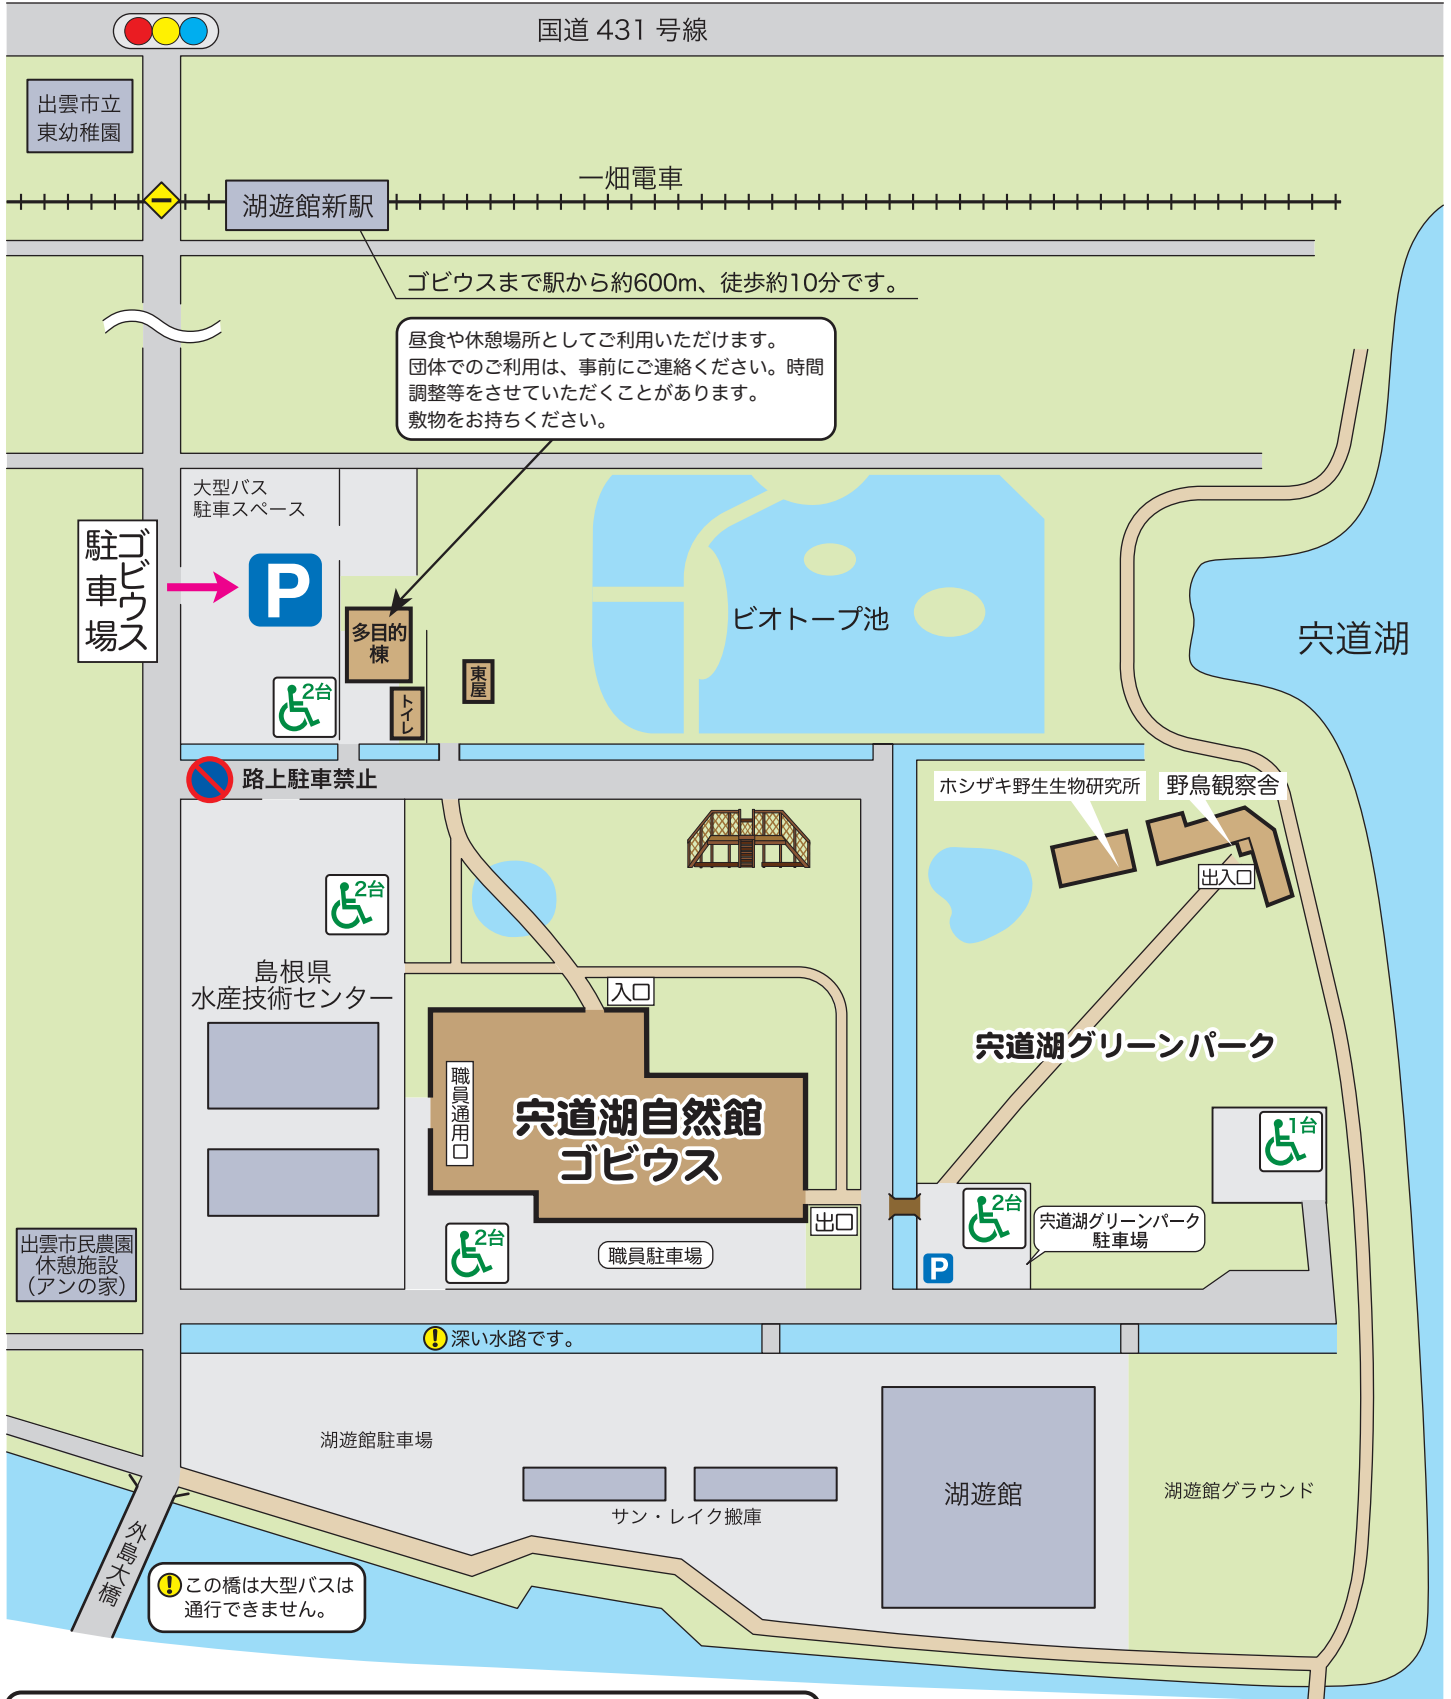 国道 431 号線
出雲市立
東幼稚園
一畑電車
湖遊館新駅
ゴビウスまで駅から約600m、徒歩約10分です。
昼食や休憩場所としてご利用いただけます。
団体でのご利用は、事前にご連絡ください。時間
調整等をさせていただくことがあります。
敷物をお持ちください。
大型バス
駐車スペース
ゴビウス
駐車場
P
多目的
棟
東屋
トイレ
2台
ビオトープ池
宍道湖
路上駐車禁止
ホシザキ野生生物研究所
野鳥観察舎
出入口
2台
島根県
水産技術センター
入口
宍道湖グリーンパーク
職員通用口
宍道湖自然館
ゴビウス
1台
出口
2台
宍道湖グリーンパーク
駐車場
P
2台
職員駐車場
出雲市民農園
休憩施設
(アンの家)
深い水路です。
湖遊館駐車場
サン・レイク搬庫
湖遊館
湖遊館グラウンド
外島大橋
この橋は大型バスは
通行できません。